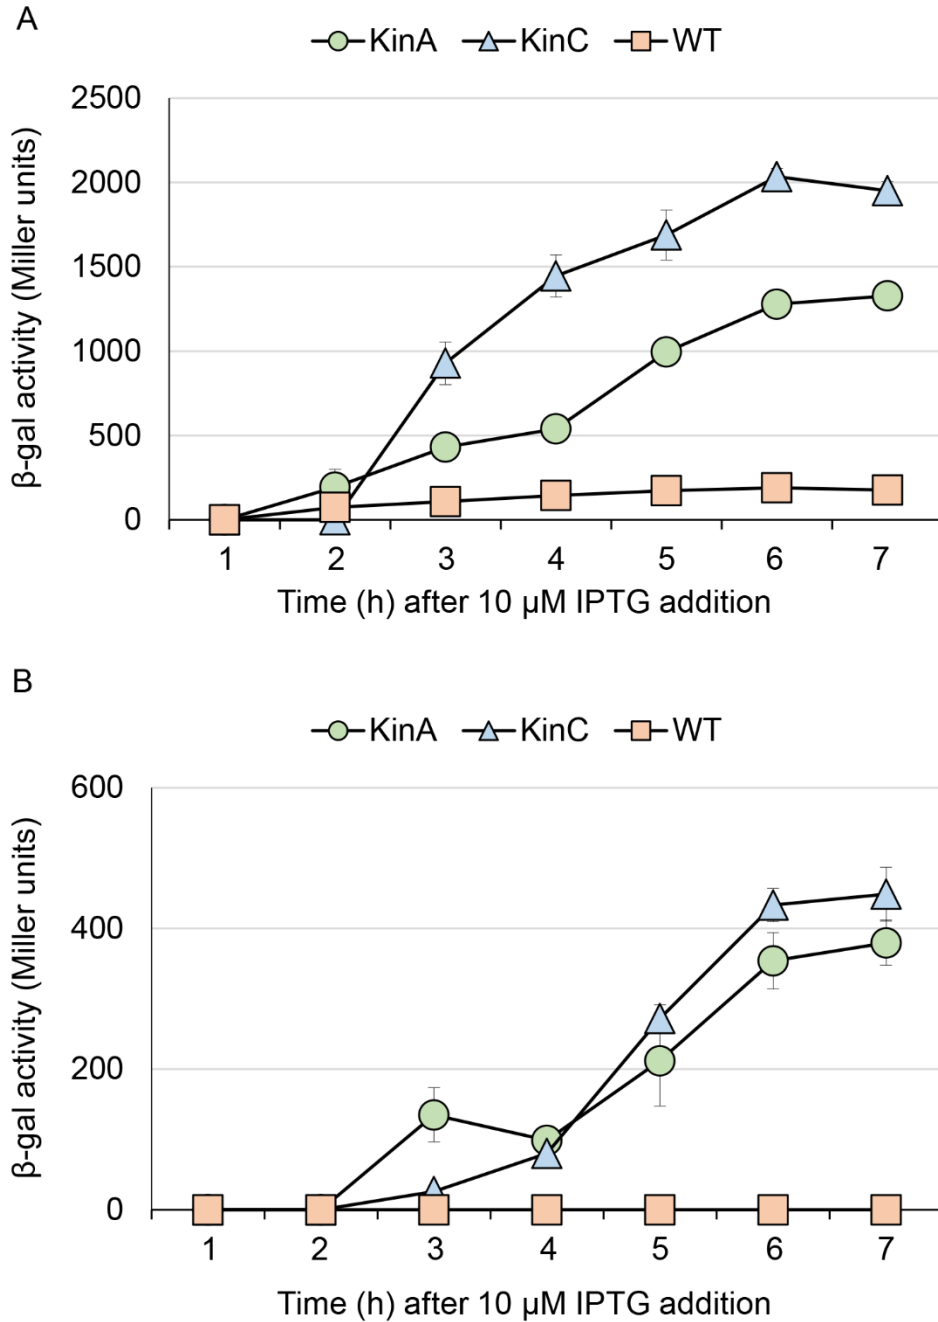 A
KinA KinC WT
β-gal activity (Miller units)
2500
2000
1500
1000
500
0
1 2 3 4 5 6 7
Time (h) after 10 µM IPTG addition
B
KinA KinC WT
β-gal activity (Miller units)
600
400
200
0
1 2 3 4 5 6 7
Time (h) after 10 µM IPTG addition